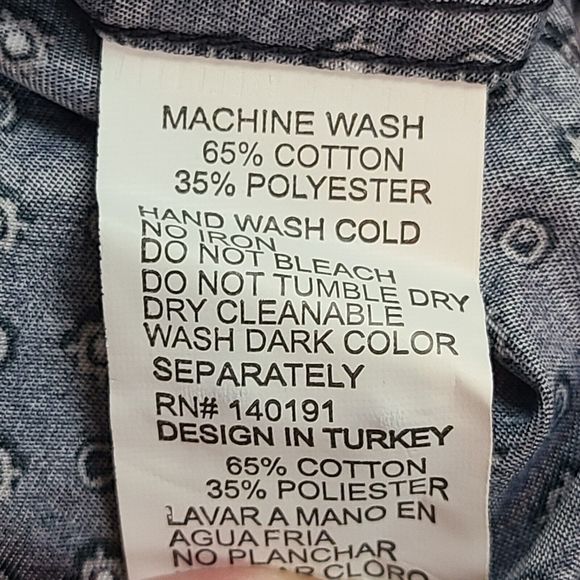 MACHINE WASH
65% COTTON
35% POLYESTER
HAND WASH COLD
NO IRON
DO NOT BLEACH
DO NOT TUMBLE DRY
DRY CLEANABLE
WASH DARK COLOR
SEPARATELY
RN# 140191
DESIGN IN TURKEY
65% COTTON
35% POLIESTER
LAVAR A MANO EN
AGUA FRIA
NO PLANCHAR
CLORO